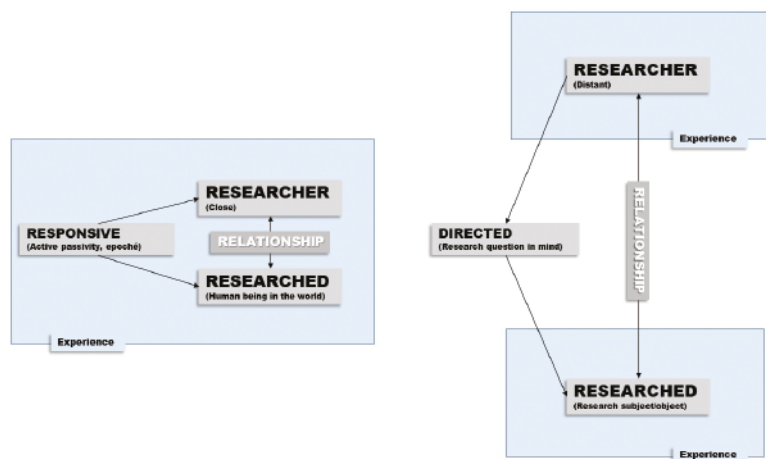 RESPONSIVE
(Active passivity, epoché)
RESEARCHER
(Close)
RELATIONSHIP
RESEARCHED
(Human being in the world)
Experience
RESEARCHER
(Distant)
Experience
DIRECTED
(Research question in mind)
RELATIONSHIP
RESEARCHED
(Research subject/object)
Experience